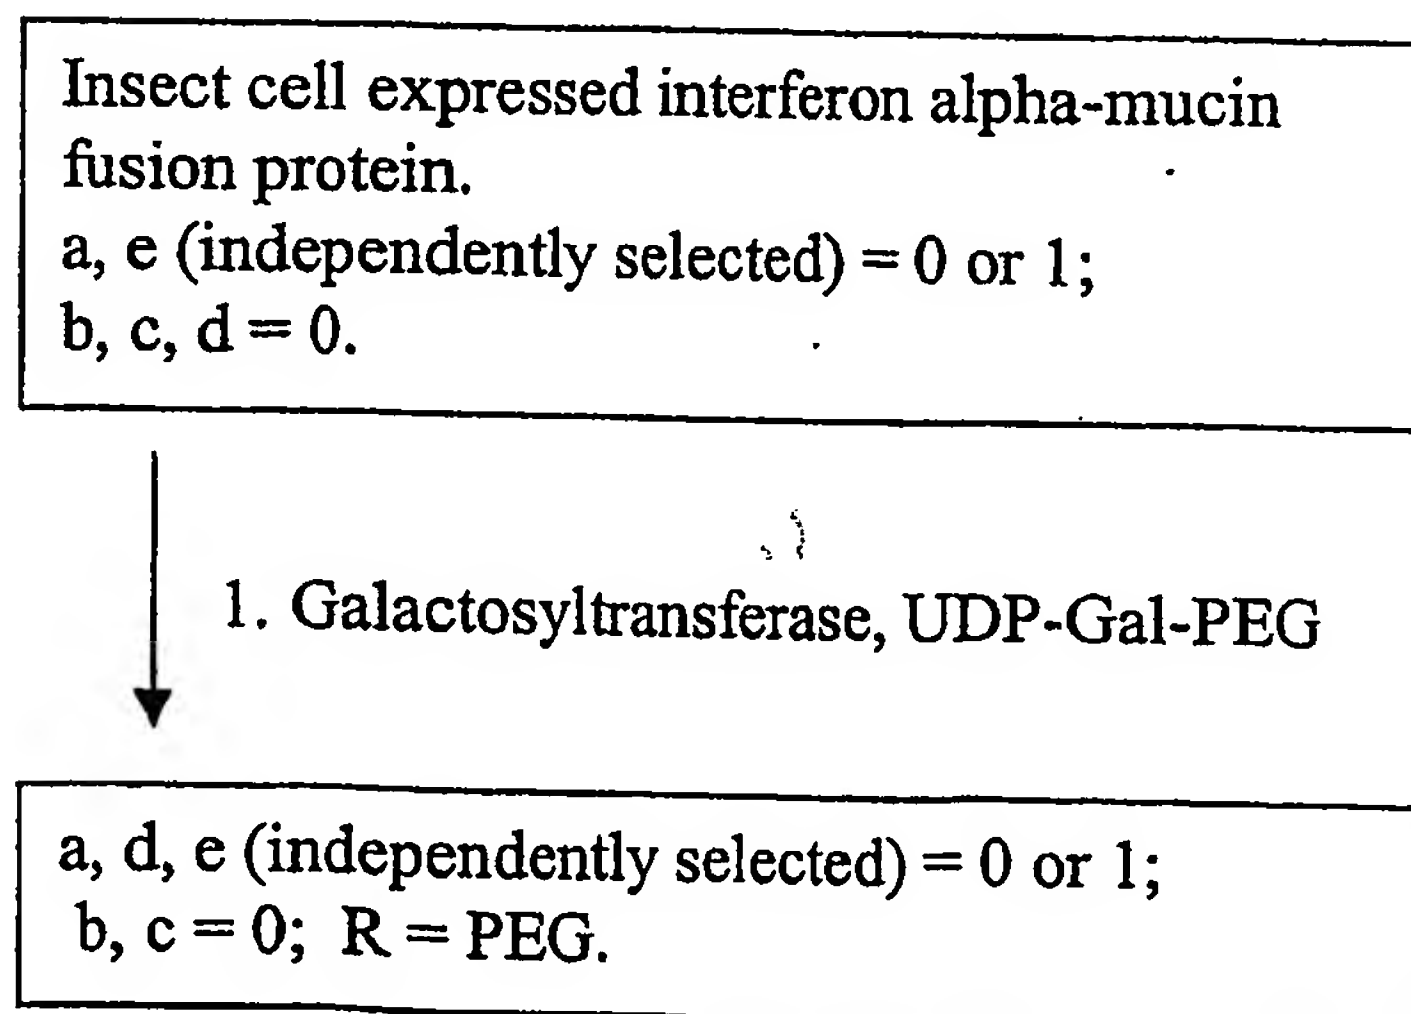 Insect cell expressed interferon alpha-mucin
fusion protein.
a, e (independently selected) = 0 or 1;
b, c, d = 0.
1. Galactosyltransferase, UDP-Gal-PEG
a, d, e (independently selected) = 0 or 1;
b, c = 0; R = PEG.